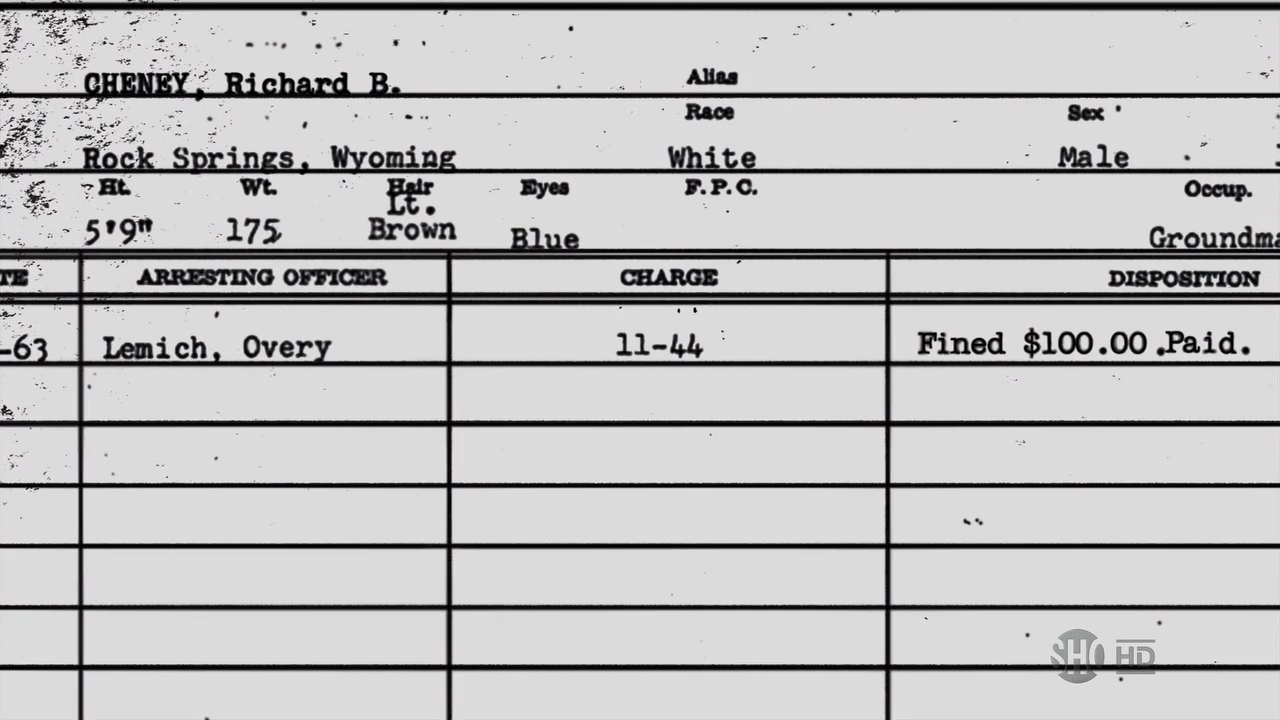 CHENEY, Richard B. Alias
Race Sex
Rock Springs, Wyoming White Male
Ht. Wt. Hair Eyes F.P.C. Occup.
Lt.
5'9" 175 Brown Blue Groundma
TE ARRESTING OFFICER CHARGE DISPOSITION
-63 Lemich, Overy 11-44 Fined $100.00.Paid.
SHO HD